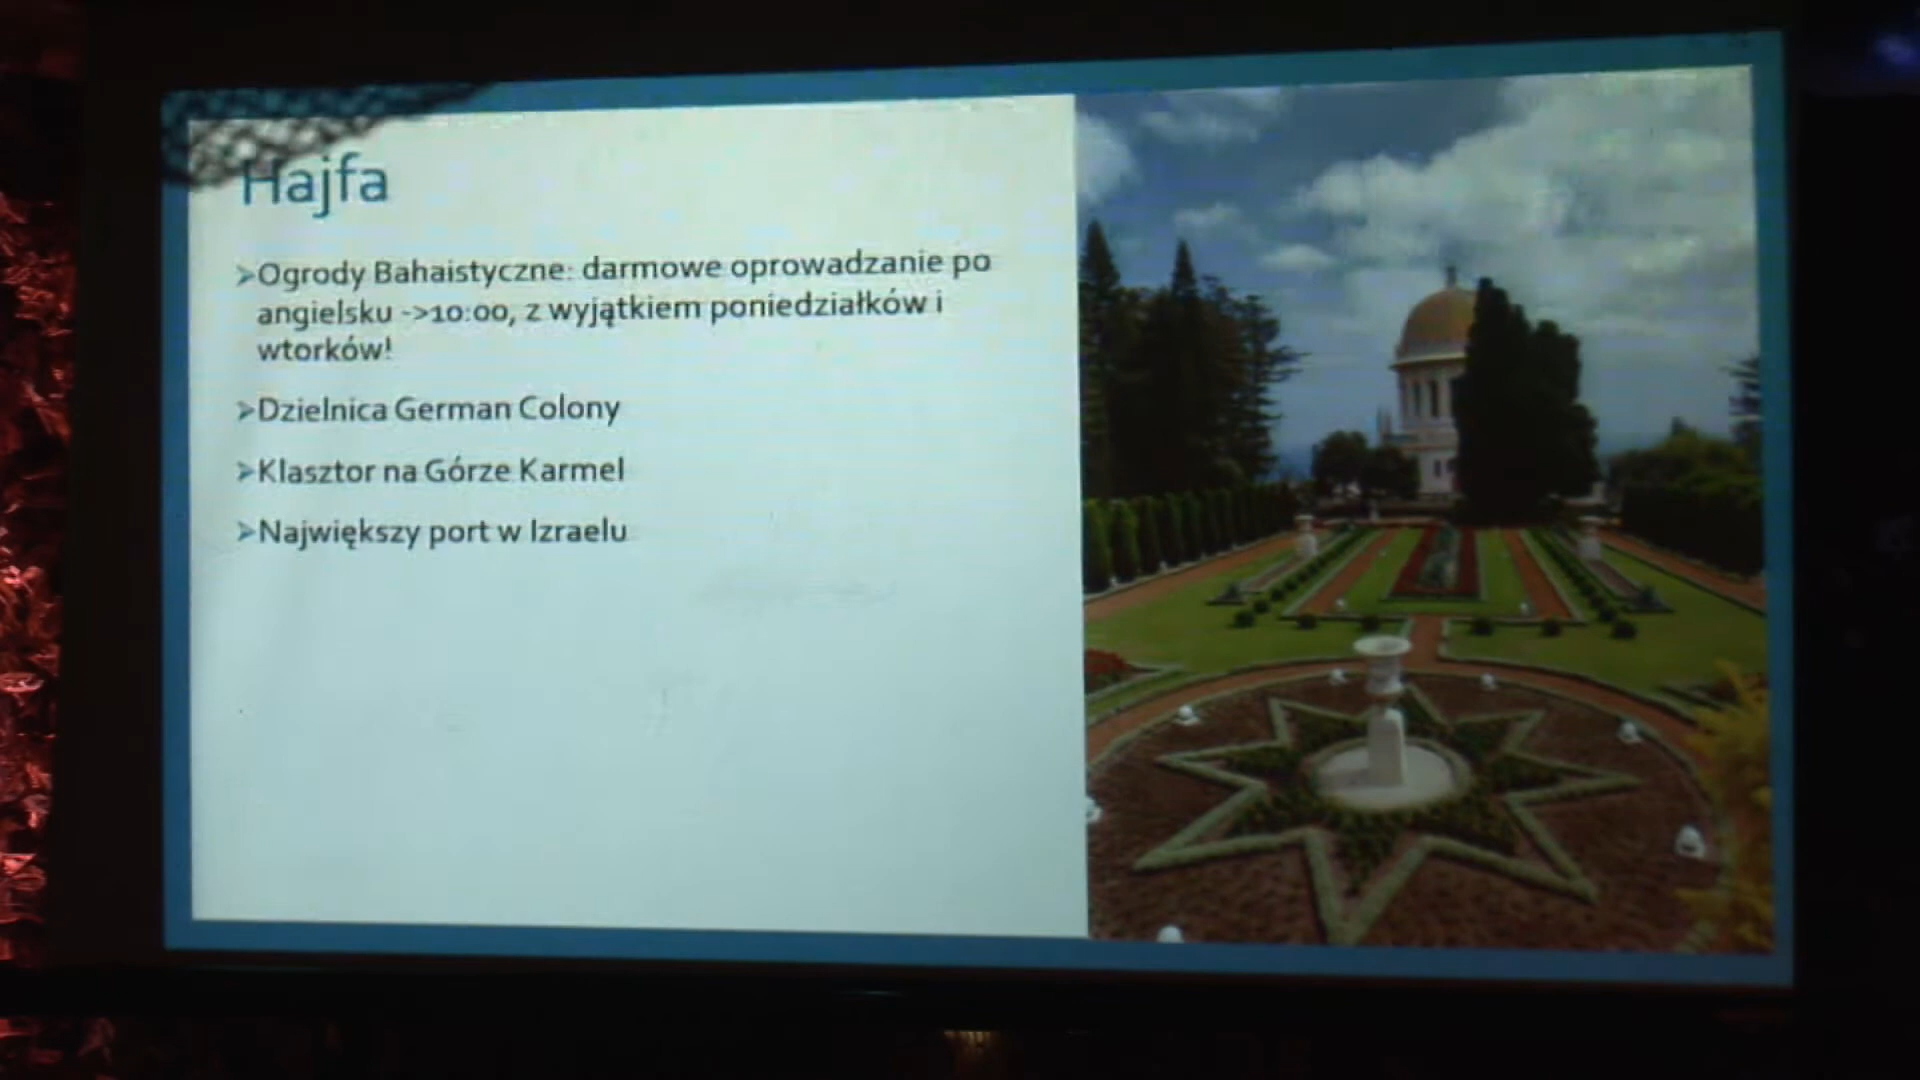 Hajfa
➢Ogrody Bahaistyczne: darmowe oprowadzanie po
angielsku ->10:00, z wyjątkiem poniedziałków i
wtorków!
➢Dzielnica German Colony
➢Klasztor na Górze Karmel
➢Największy port w Izraelu